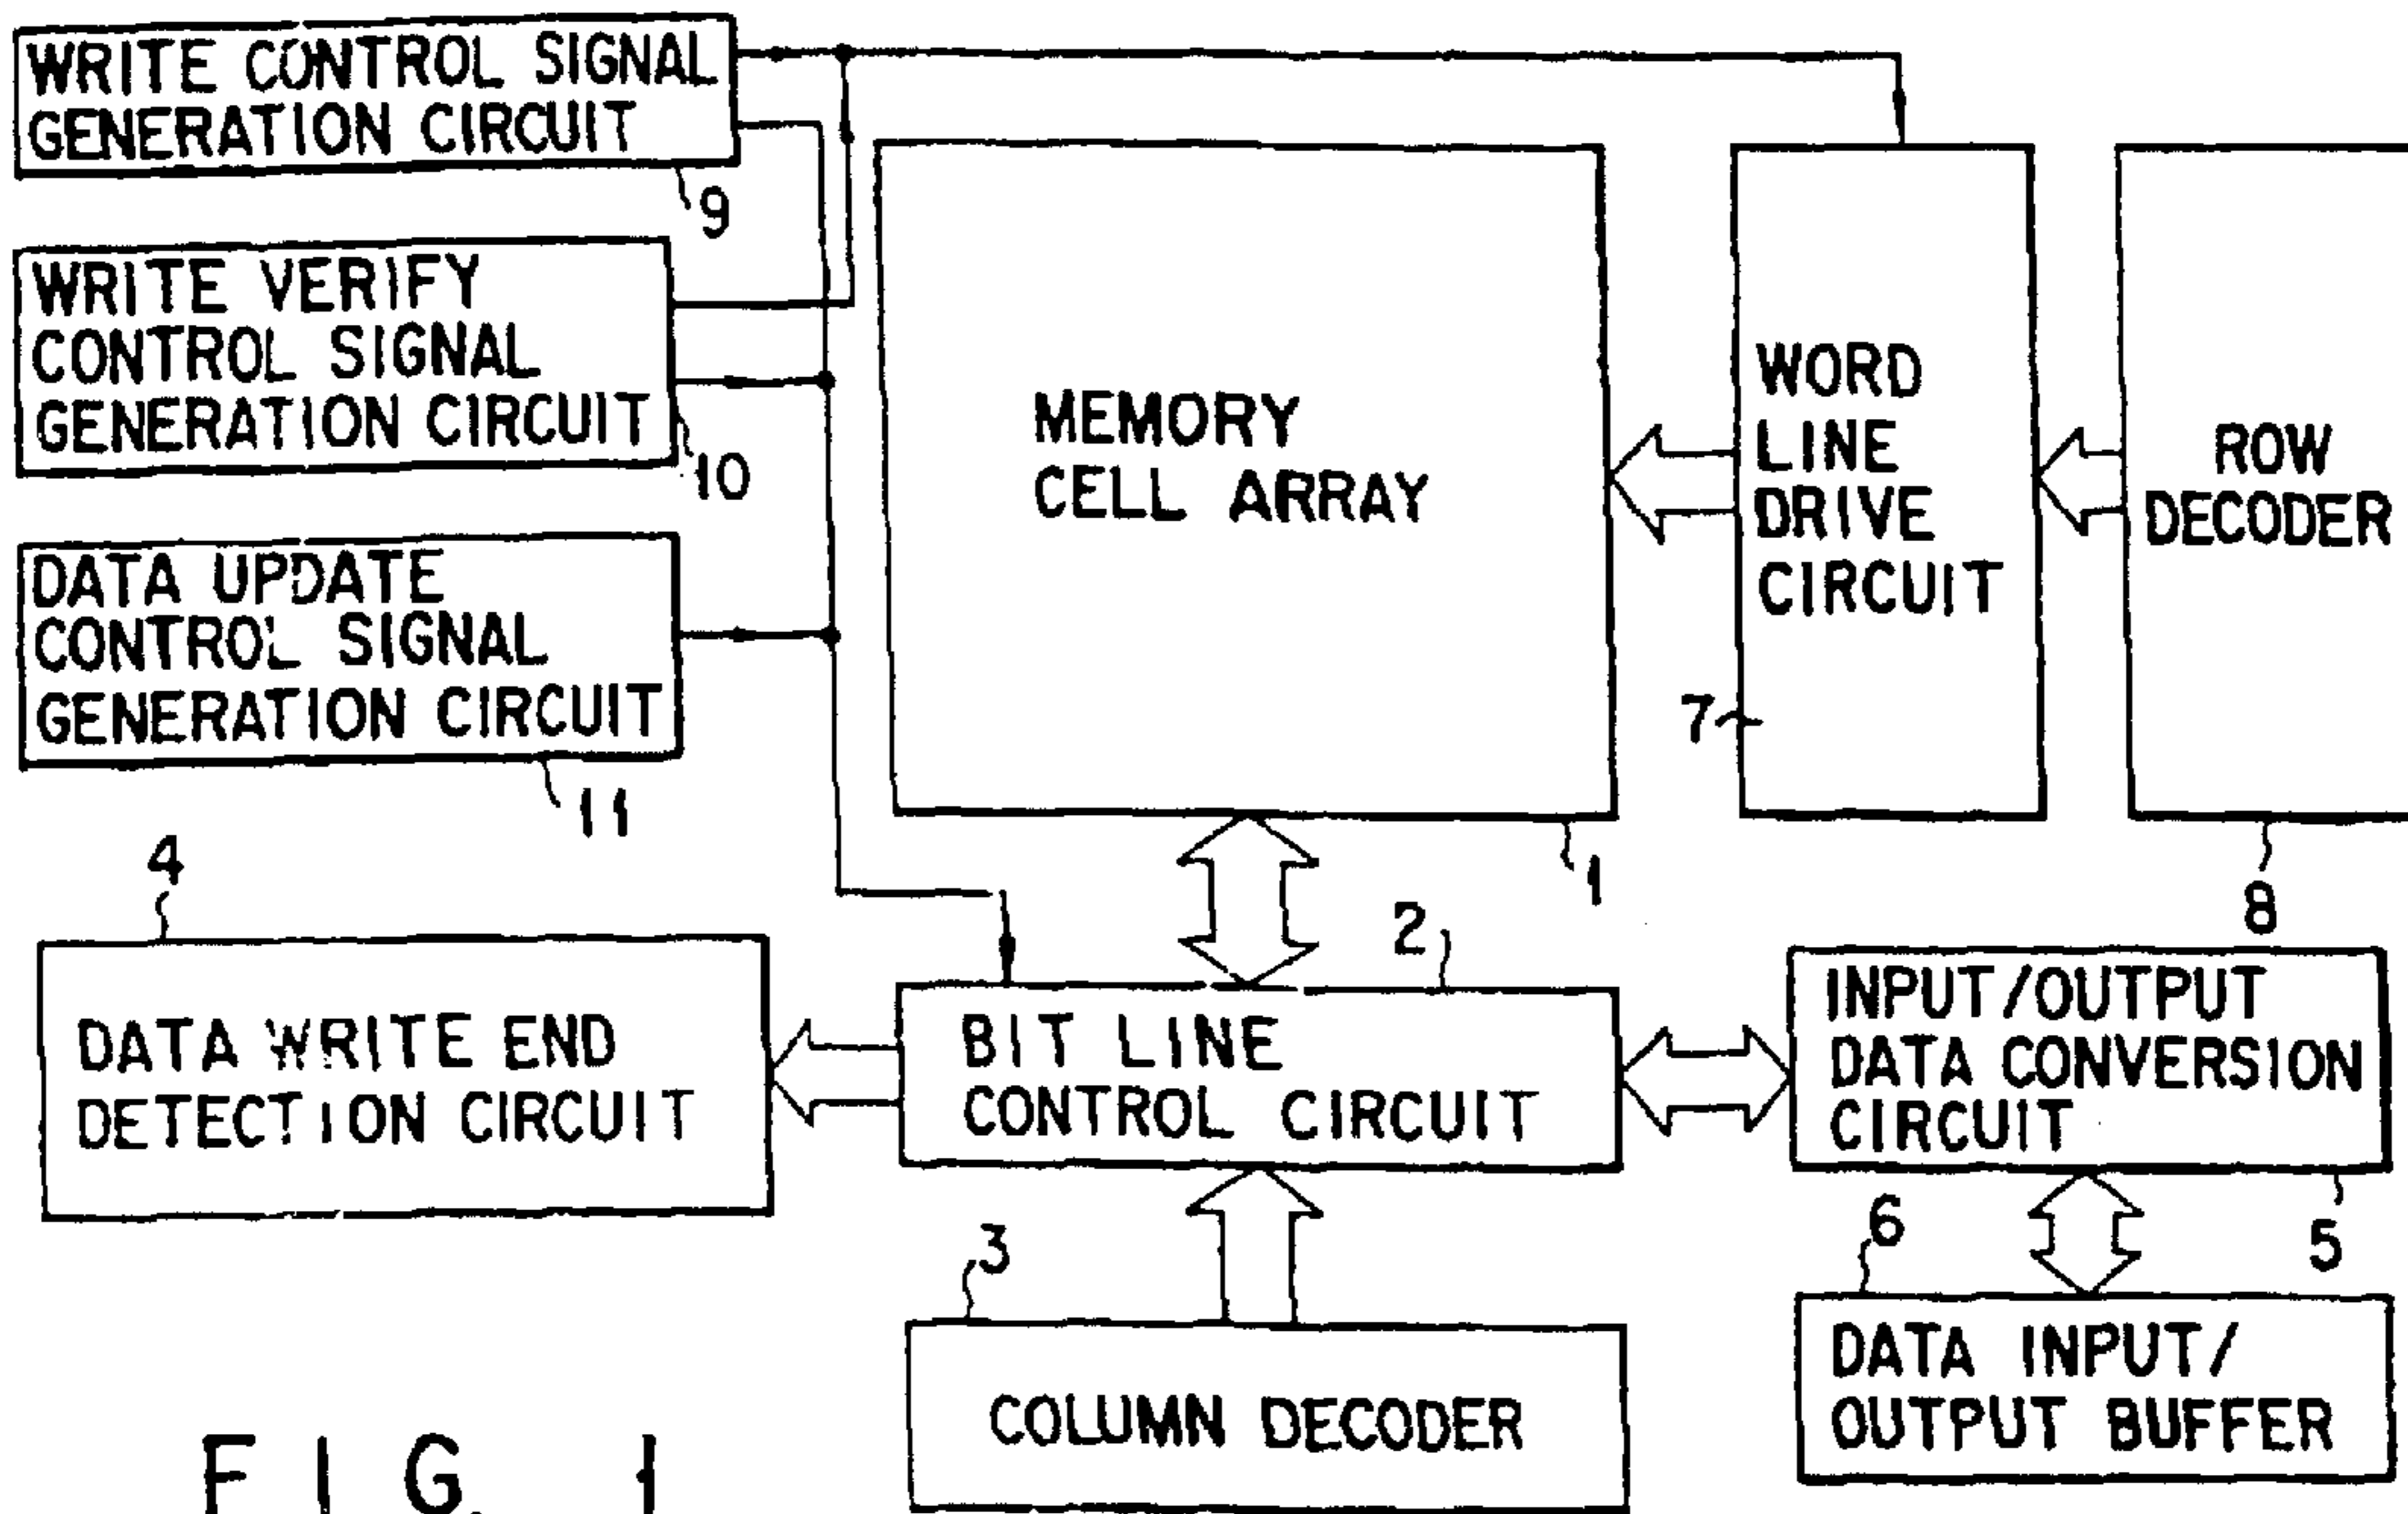 WRITE CONTROL SIGNAL
GENERATION CIRCUIT
9
WRITE VERIFY
CONTROL SIGNAL
GENERATION CIRCUIT
10
DATA UPDATE
CONTROL SIGNAL
GENERATION CIRCUIT
11
MEMORY
CELL ARRAY
1
WORD
LINE
DRIVE
CIRCUIT
7
ROW
DECODER
8
4
DATA WRITE END
DETECTION CIRCUIT
2
BIT LINE
CONTROL CIRCUIT
INPUT/OUTPUT
DATA CONVERSION
CIRCUIT
5
3
COLUMN DECODER
6
DATA INPUT/
OUTPUT BUFFER
FIG. 1